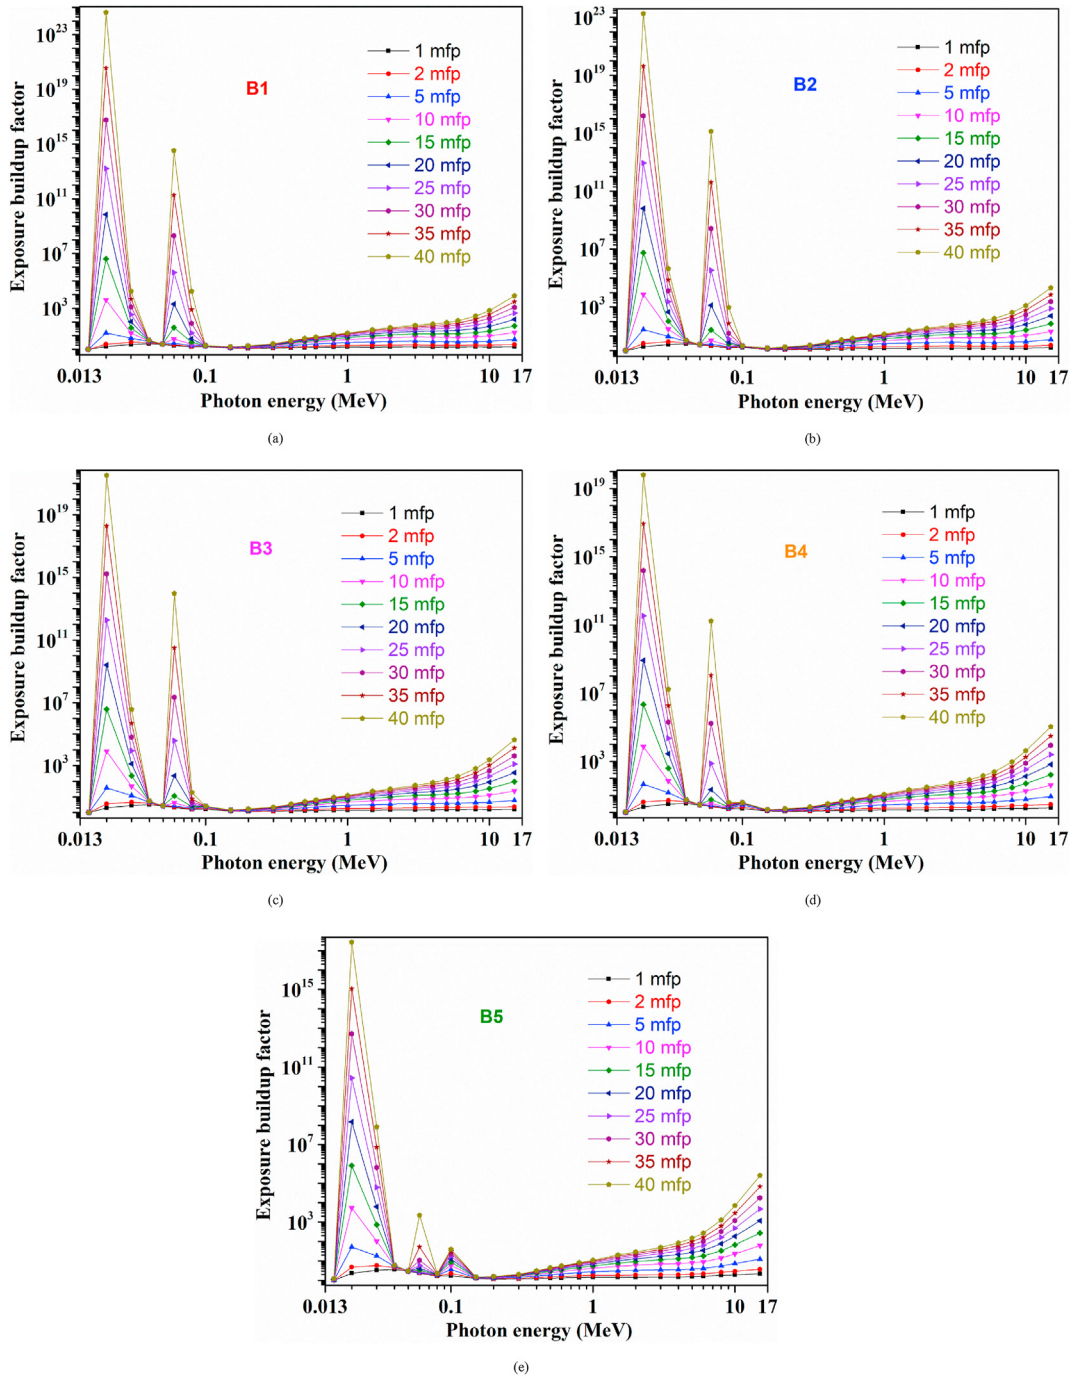 10^23
10^19
10^15
10^11
10^7
10^3
Exposure buildup factor
B1
1 mfp
2 mfp
5 mfp
10 mfp
15 mfp
20 mfp
25 mfp
30 mfp
35 mfp
40 mfp
0.013 0.1 1 10 17
Photon energy (MeV)
(a)
10^23
10^19
10^15
10^11
10^7
10^3
Exposure buildup factor
B2
1 mfp
2 mfp
5 mfp
10 mfp
15 mfp
20 mfp
25 mfp
30 mfp
35 mfp
40 mfp
0.013 0.1 1 10 17
Photon energy (MeV)
(b)
10^19
10^15
10^11
10^7
10^3
Exposure buildup factor
B3
1 mfp
2 mfp
5 mfp
10 mfp
15 mfp
20 mfp
25 mfp
30 mfp
35 mfp
40 mfp
0.013 0.1 1 10 17
Photon energy (MeV)
(c)
10^19
10^15
10^11
10^7
10^3
Exposure buildup factor
B4
1 mfp
2 mfp
5 mfp
10 mfp
15 mfp
20 mfp
25 mfp
30 mfp
35 mfp
40 mfp
0.013 0.1 1 10 17
Photon energy (MeV)
(d)
10^15
10^11
10^7
10^3
Exposure buildup factor
B5
1 mfp
2 mfp
5 mfp
10 mfp
15 mfp
20 mfp
25 mfp
30 mfp
35 mfp
40 mfp
0.013 0.1 1 10 17
Photon energy (MeV)
(e)